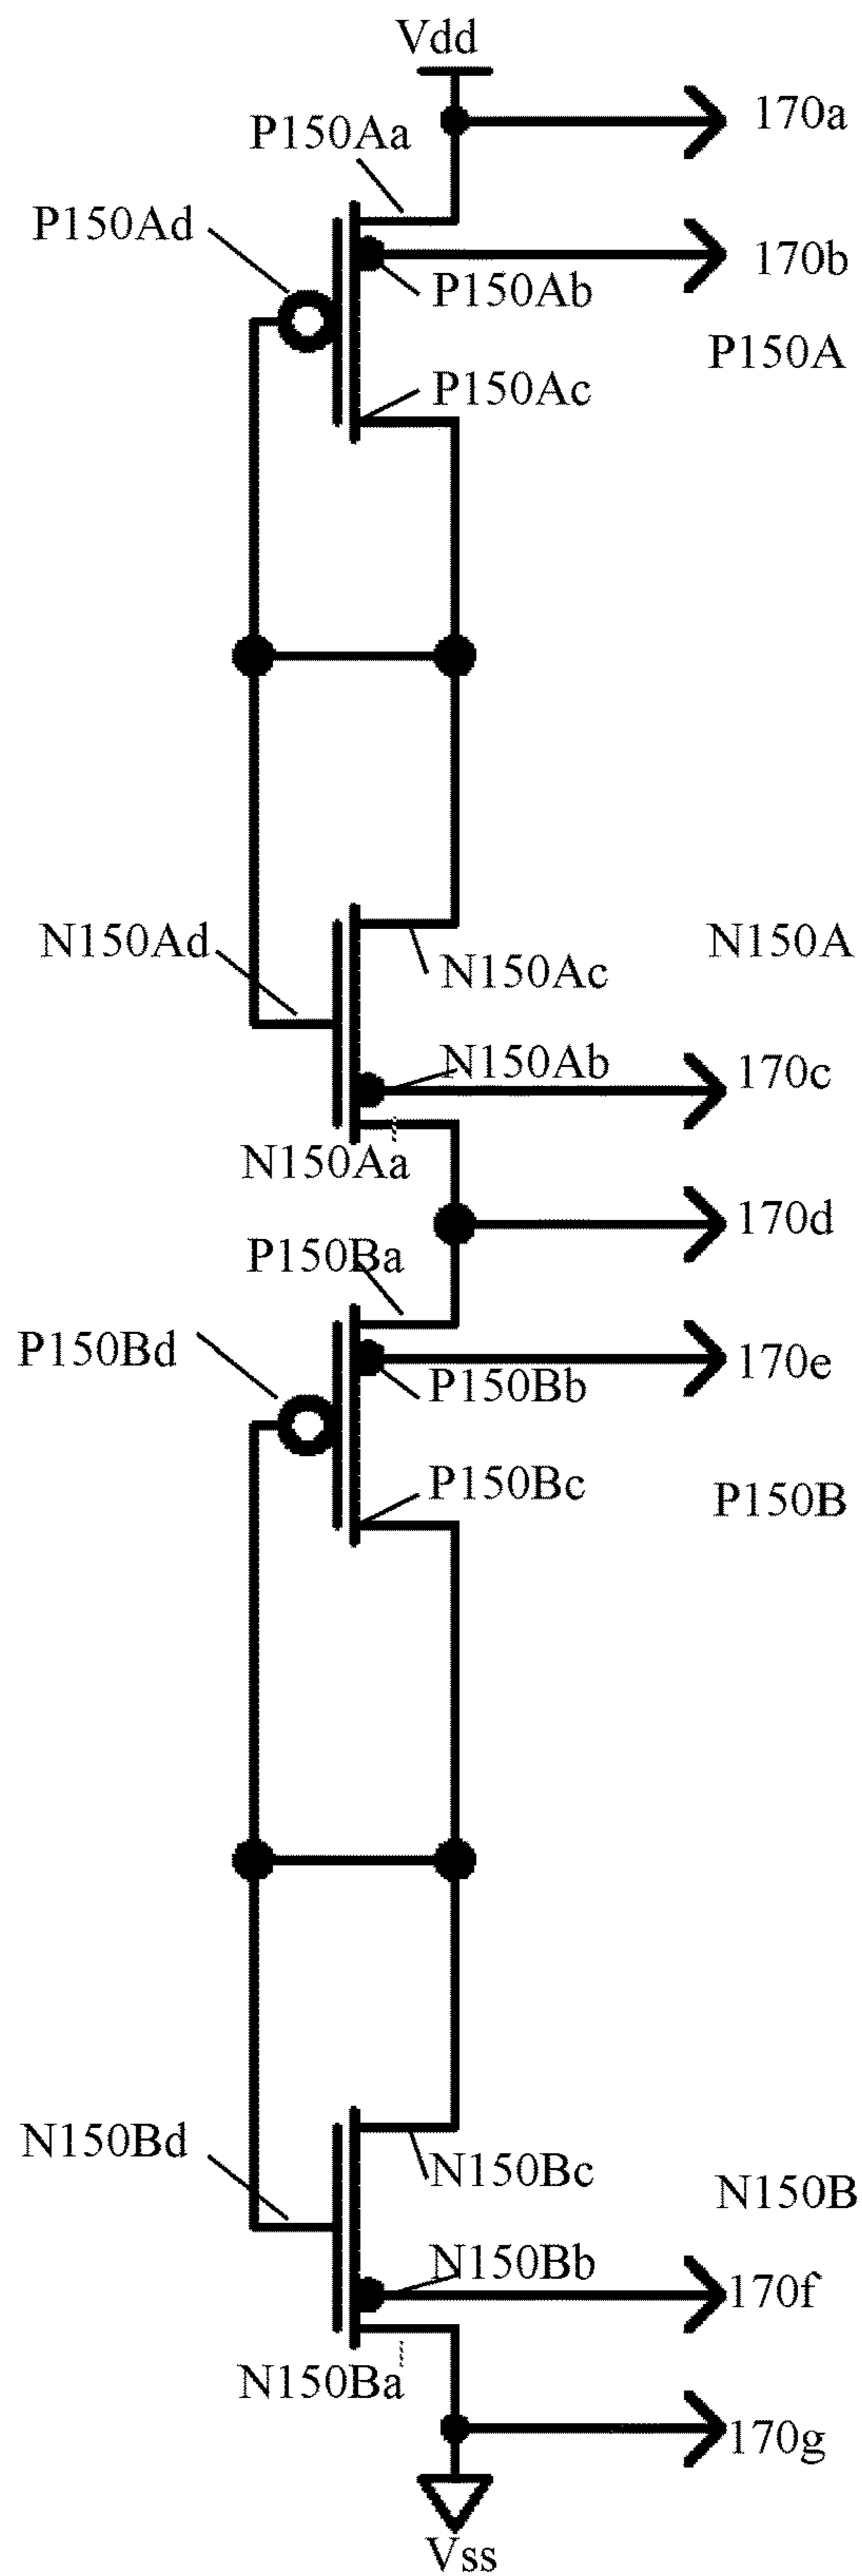 Vdd
170a
P150Aa
P150Ad
170b
P150Ab
P150A
P150Ac
N150Ad
N150A
N150Ac
N150Ab
170c
N150Aa
170d
P150Ba
P150Bd
170e
P150Bb
P150Bc
P150B
N150Bd
N150Bc
N150B
N150Bb
170f
N150Ba
170g
Vss